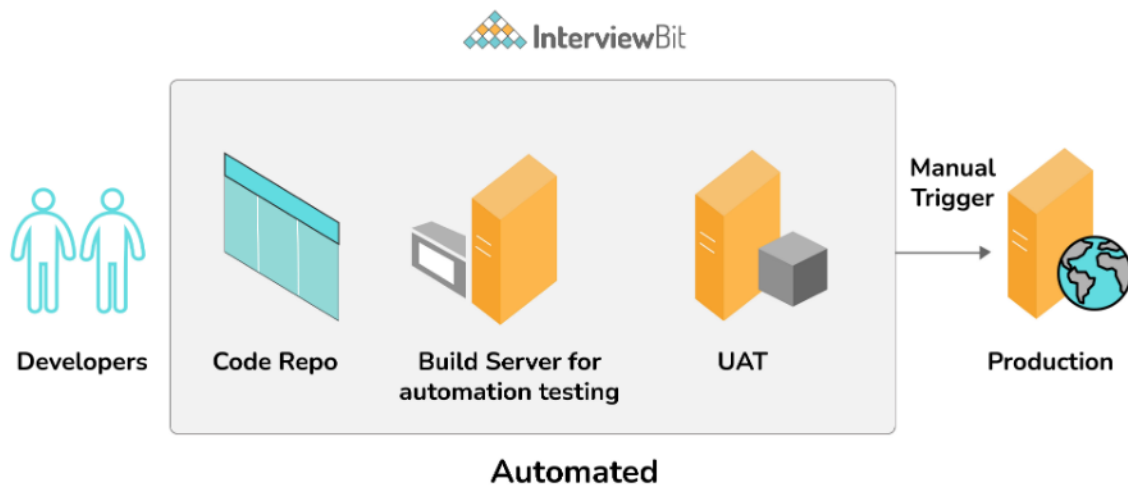 InterviewBit
Manual
Trigger
Developers
Code Repo
Build Server for
automation testing
UAT
Production
Automated